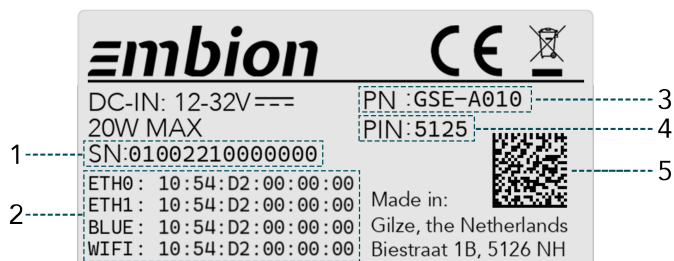 embion CE
DC-IN: 12-32V
20W MAX
PN :GSE-A010
3
PIN:5125
4
1
SN:01002210000000
5
2
ETH0: 10:54:D2:00:00:00
ETH1: 10:54:D2:00:00:00
BLUE: 10:54:D2:00:00:00
WIFI: 10:54:D2:00:00:00
Made in:
Gilze, the Netherlands
Biestraat 1B, 5126 NH